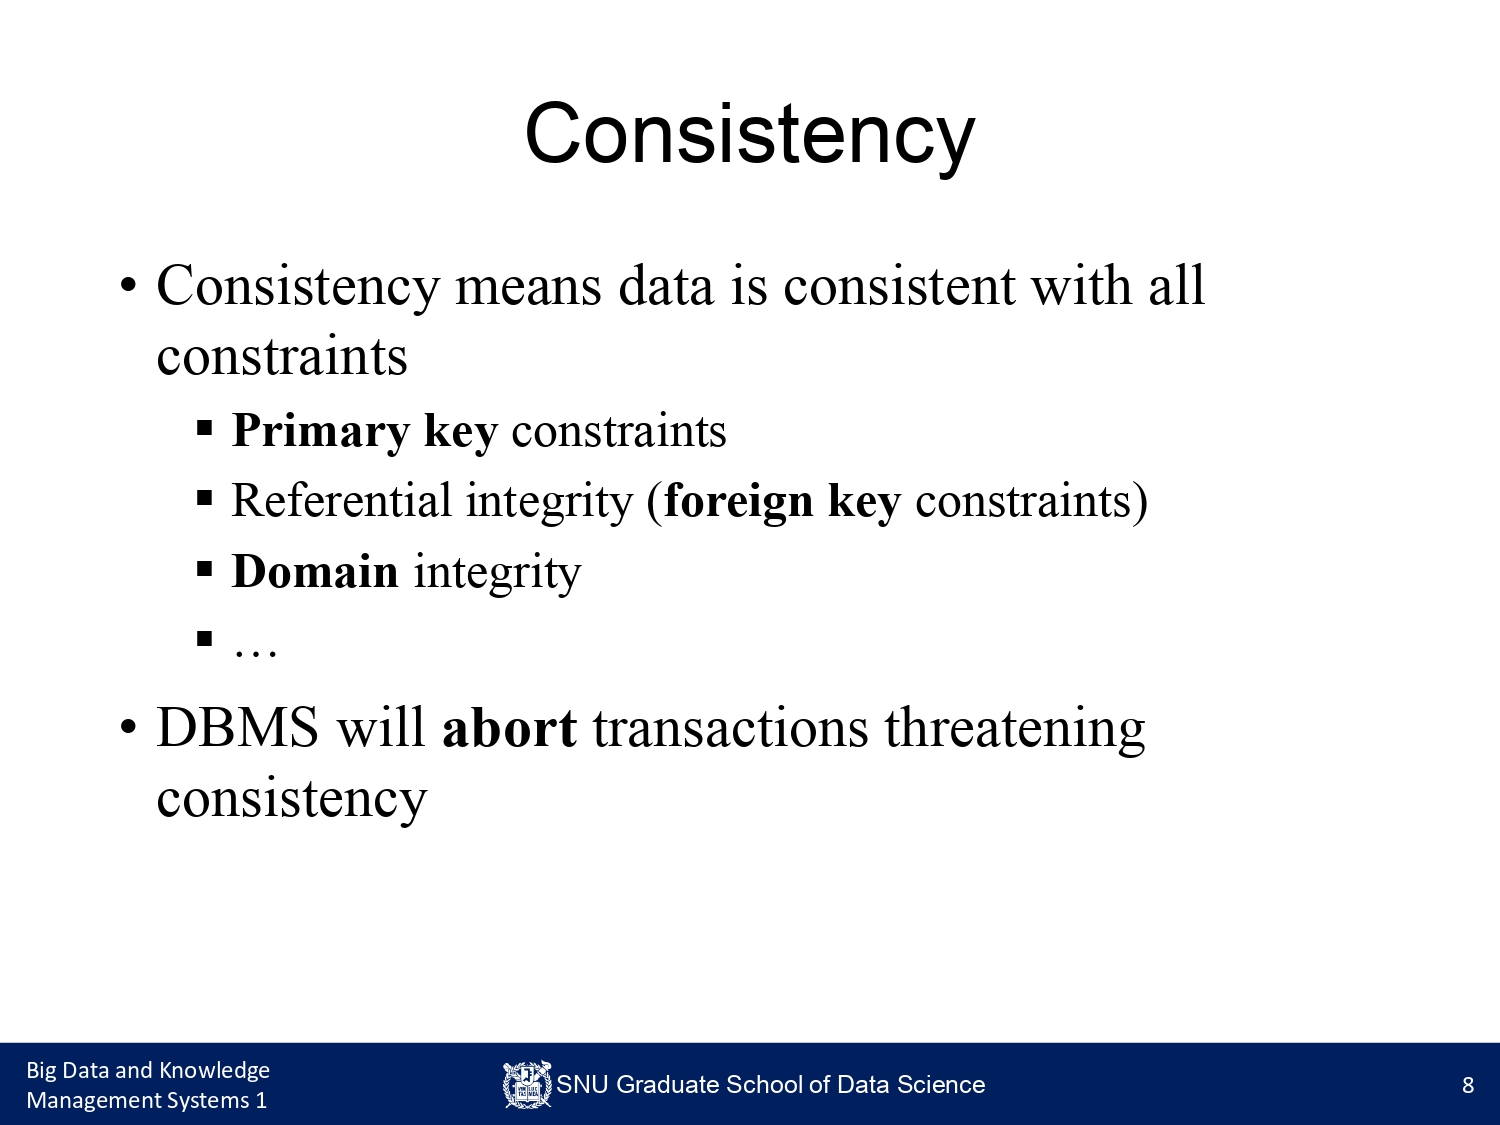 Consistency
• Consistency means data is consistent with all
constraints
▪ Primary key constraints
▪ Referential integrity (foreign key constraints)
▪ Domain integrity
▪ …
• DBMS will abort transactions threatening
consistency
Big Data and Knowledge
Management Systems 1
SNU Graduate School of Data Science
8